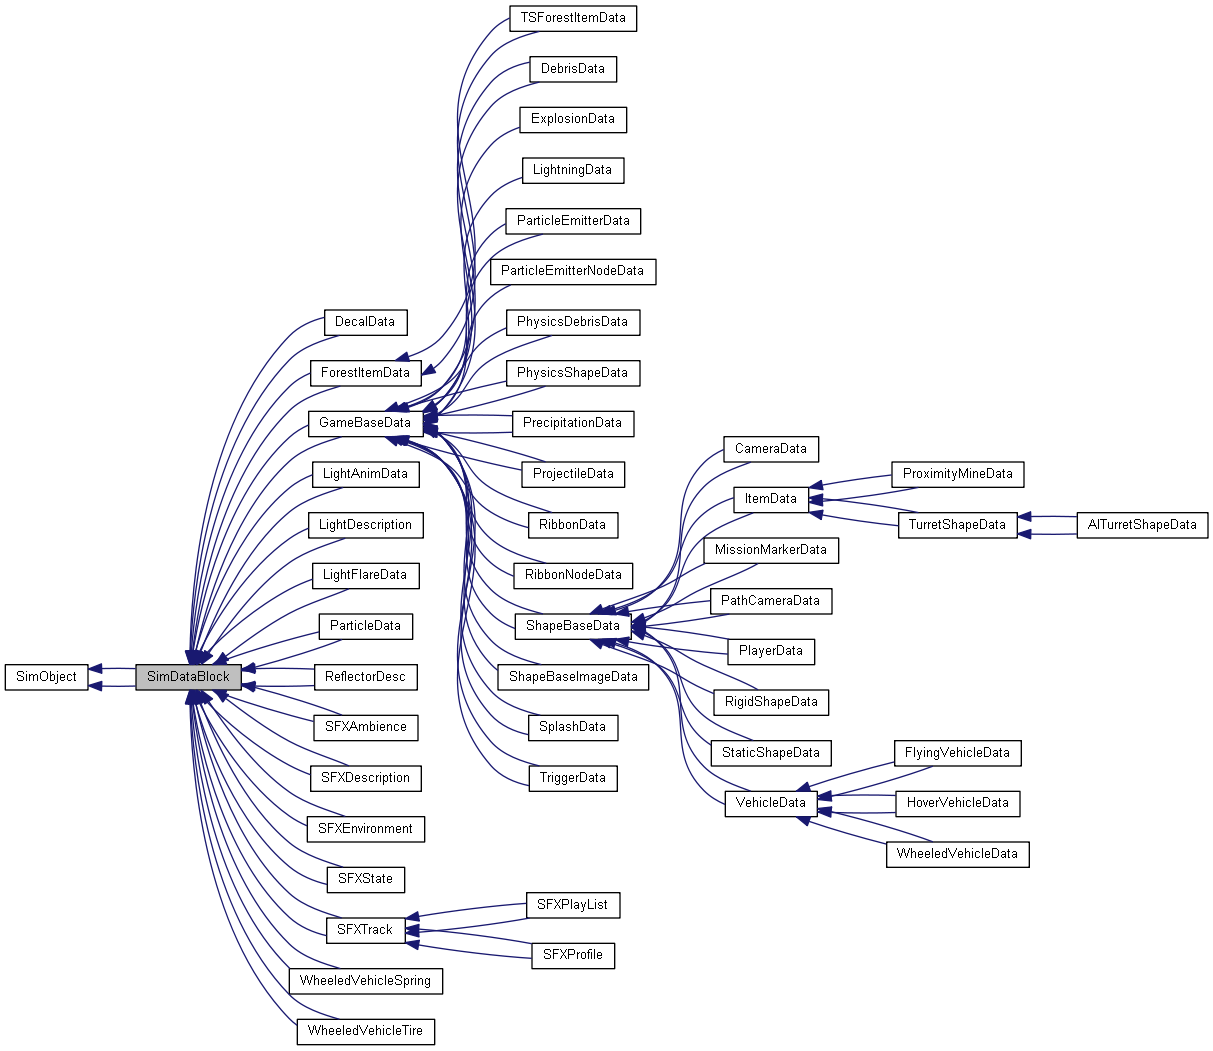 TSForestItemData
DebrisData
ExplosionData
LightningData
ParticleEmitterData
ParticleEmitterNodeData
DecalData
PhysicsDebrisData
ForestItemData
PhysicsShapeData
GameBaseData
PrecipitationData
CameraData
LightAnimData
ProjectileData
ProximityMineData
ItemData
LightDescription
RibbonData
TurretShapeData
AITurretShapeData
MissionMarkerData
LightFlareData
RibbonNodeData
PathCameraData
ParticleData
ShapeBaseData
PlayerData
SimObject
SimDataBlock
ReflectorDesc
ShapeBaseImageData
RigidShapeData
SFXAmbience
SplashData
StaticShapeData
FlyingVehicleData
SFXDescription
TriggerData
VehicleData
HoverVehicleData
SFXEnvironment
WheeledVehicleData
SFXState
SFXPlayList
SFXTrack
SFXProfile
WheeledVehicleSpring
WheeledVehicleTire